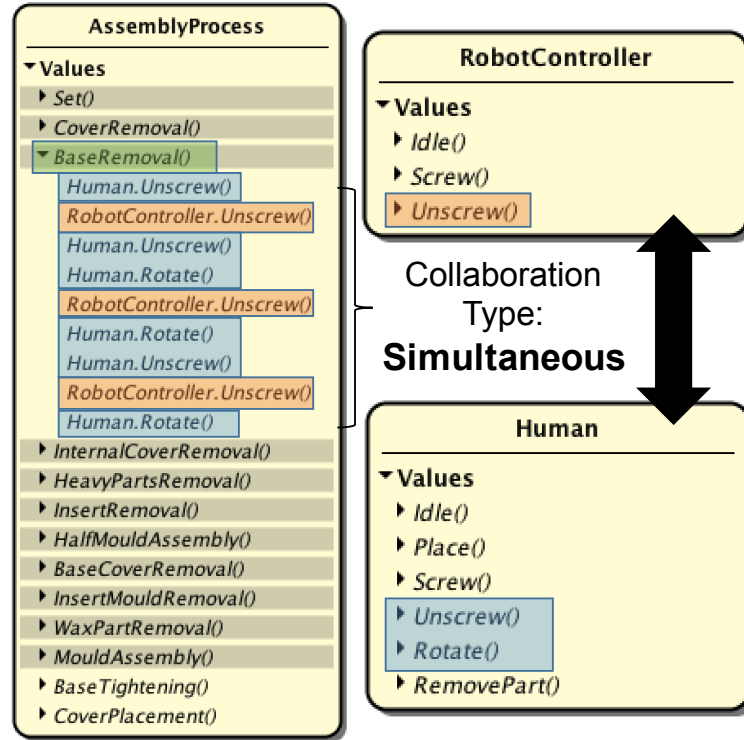 AssemblyProcess
Values
Set()
CoverRemoval()
BaseRemoval()
Human.Unscrew()
RobotController.Unscrew()
Human.Unscrew()
Human.Rotate()
RobotController.Unscrew()
Human.Rotate()
Human.Unscrew()
RobotController.Unscrew()
Human.Rotate()
InternalCoverRemoval()
HeavyPartsRemoval()
InsertRemoval()
HalfMouldAssembly()
BaseCoverRemoval()
InsertMouldRemoval()
WaxPartRemoval()
MouldAssembly()
BaseTightening()
CoverPlacement()
RobotController
Values
Idle()
Screw()
Unscrew()
Collaboration
Type:
Simultaneous
Human
Values
Idle()
Place()
Screw()
Unscrew()
Rotate()
RemovePart()